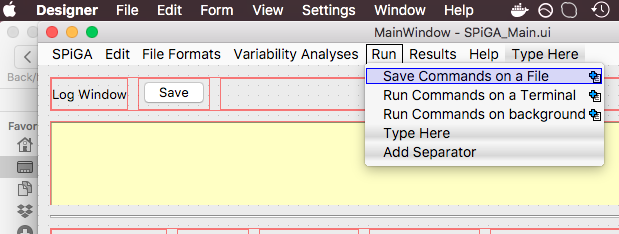 Designer File Edit Form View Settings Window Help
MainWindow - SPiGA_Main.ui
SPiGA Edit File Formats Variability Analyses Run Results Help Type Here
Back/
Save Commands on a File
Log Window Save
Run Commands on a Terminal
Run Commands on background
Favor
Type Here
Add Separator